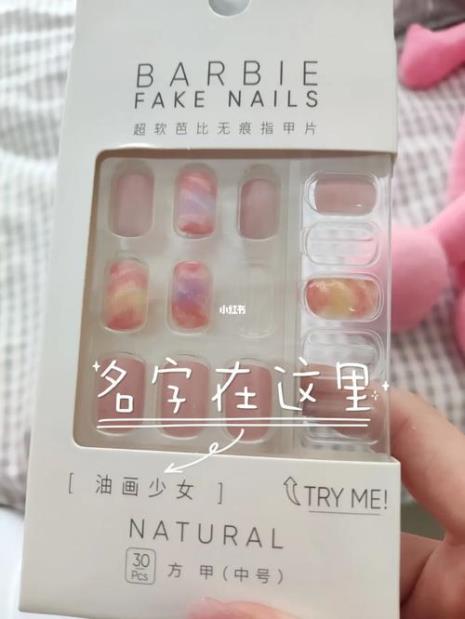 BARBIE
FAKE NAILS
超软芭比无痕指甲片
小红书
名字在这里
[ 油画少女 ]
TRY ME!
NATURAL
30
Pcs
方甲(中号)